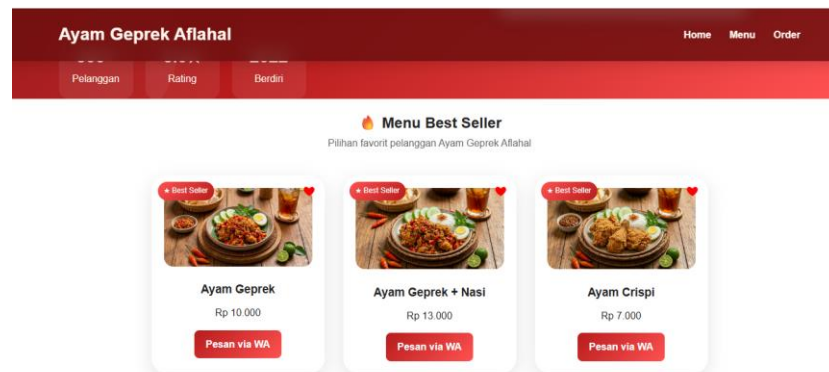 Ayam Geprek Aflahal
Home Menu Order
Pelanggan Rating Berdiri
🔥 Menu Best Seller
Pilihan favorit pelanggan Ayam Geprek Aflahal
★ Best Seller
★ Best Seller
★ Best Seller
Ayam Geprek
Rp 10.000
Pesan via WA
Ayam Geprek + Nasi
Rp 13.000
Pesan via WA
Ayam Crispi
Rp 7.000
Pesan via WA